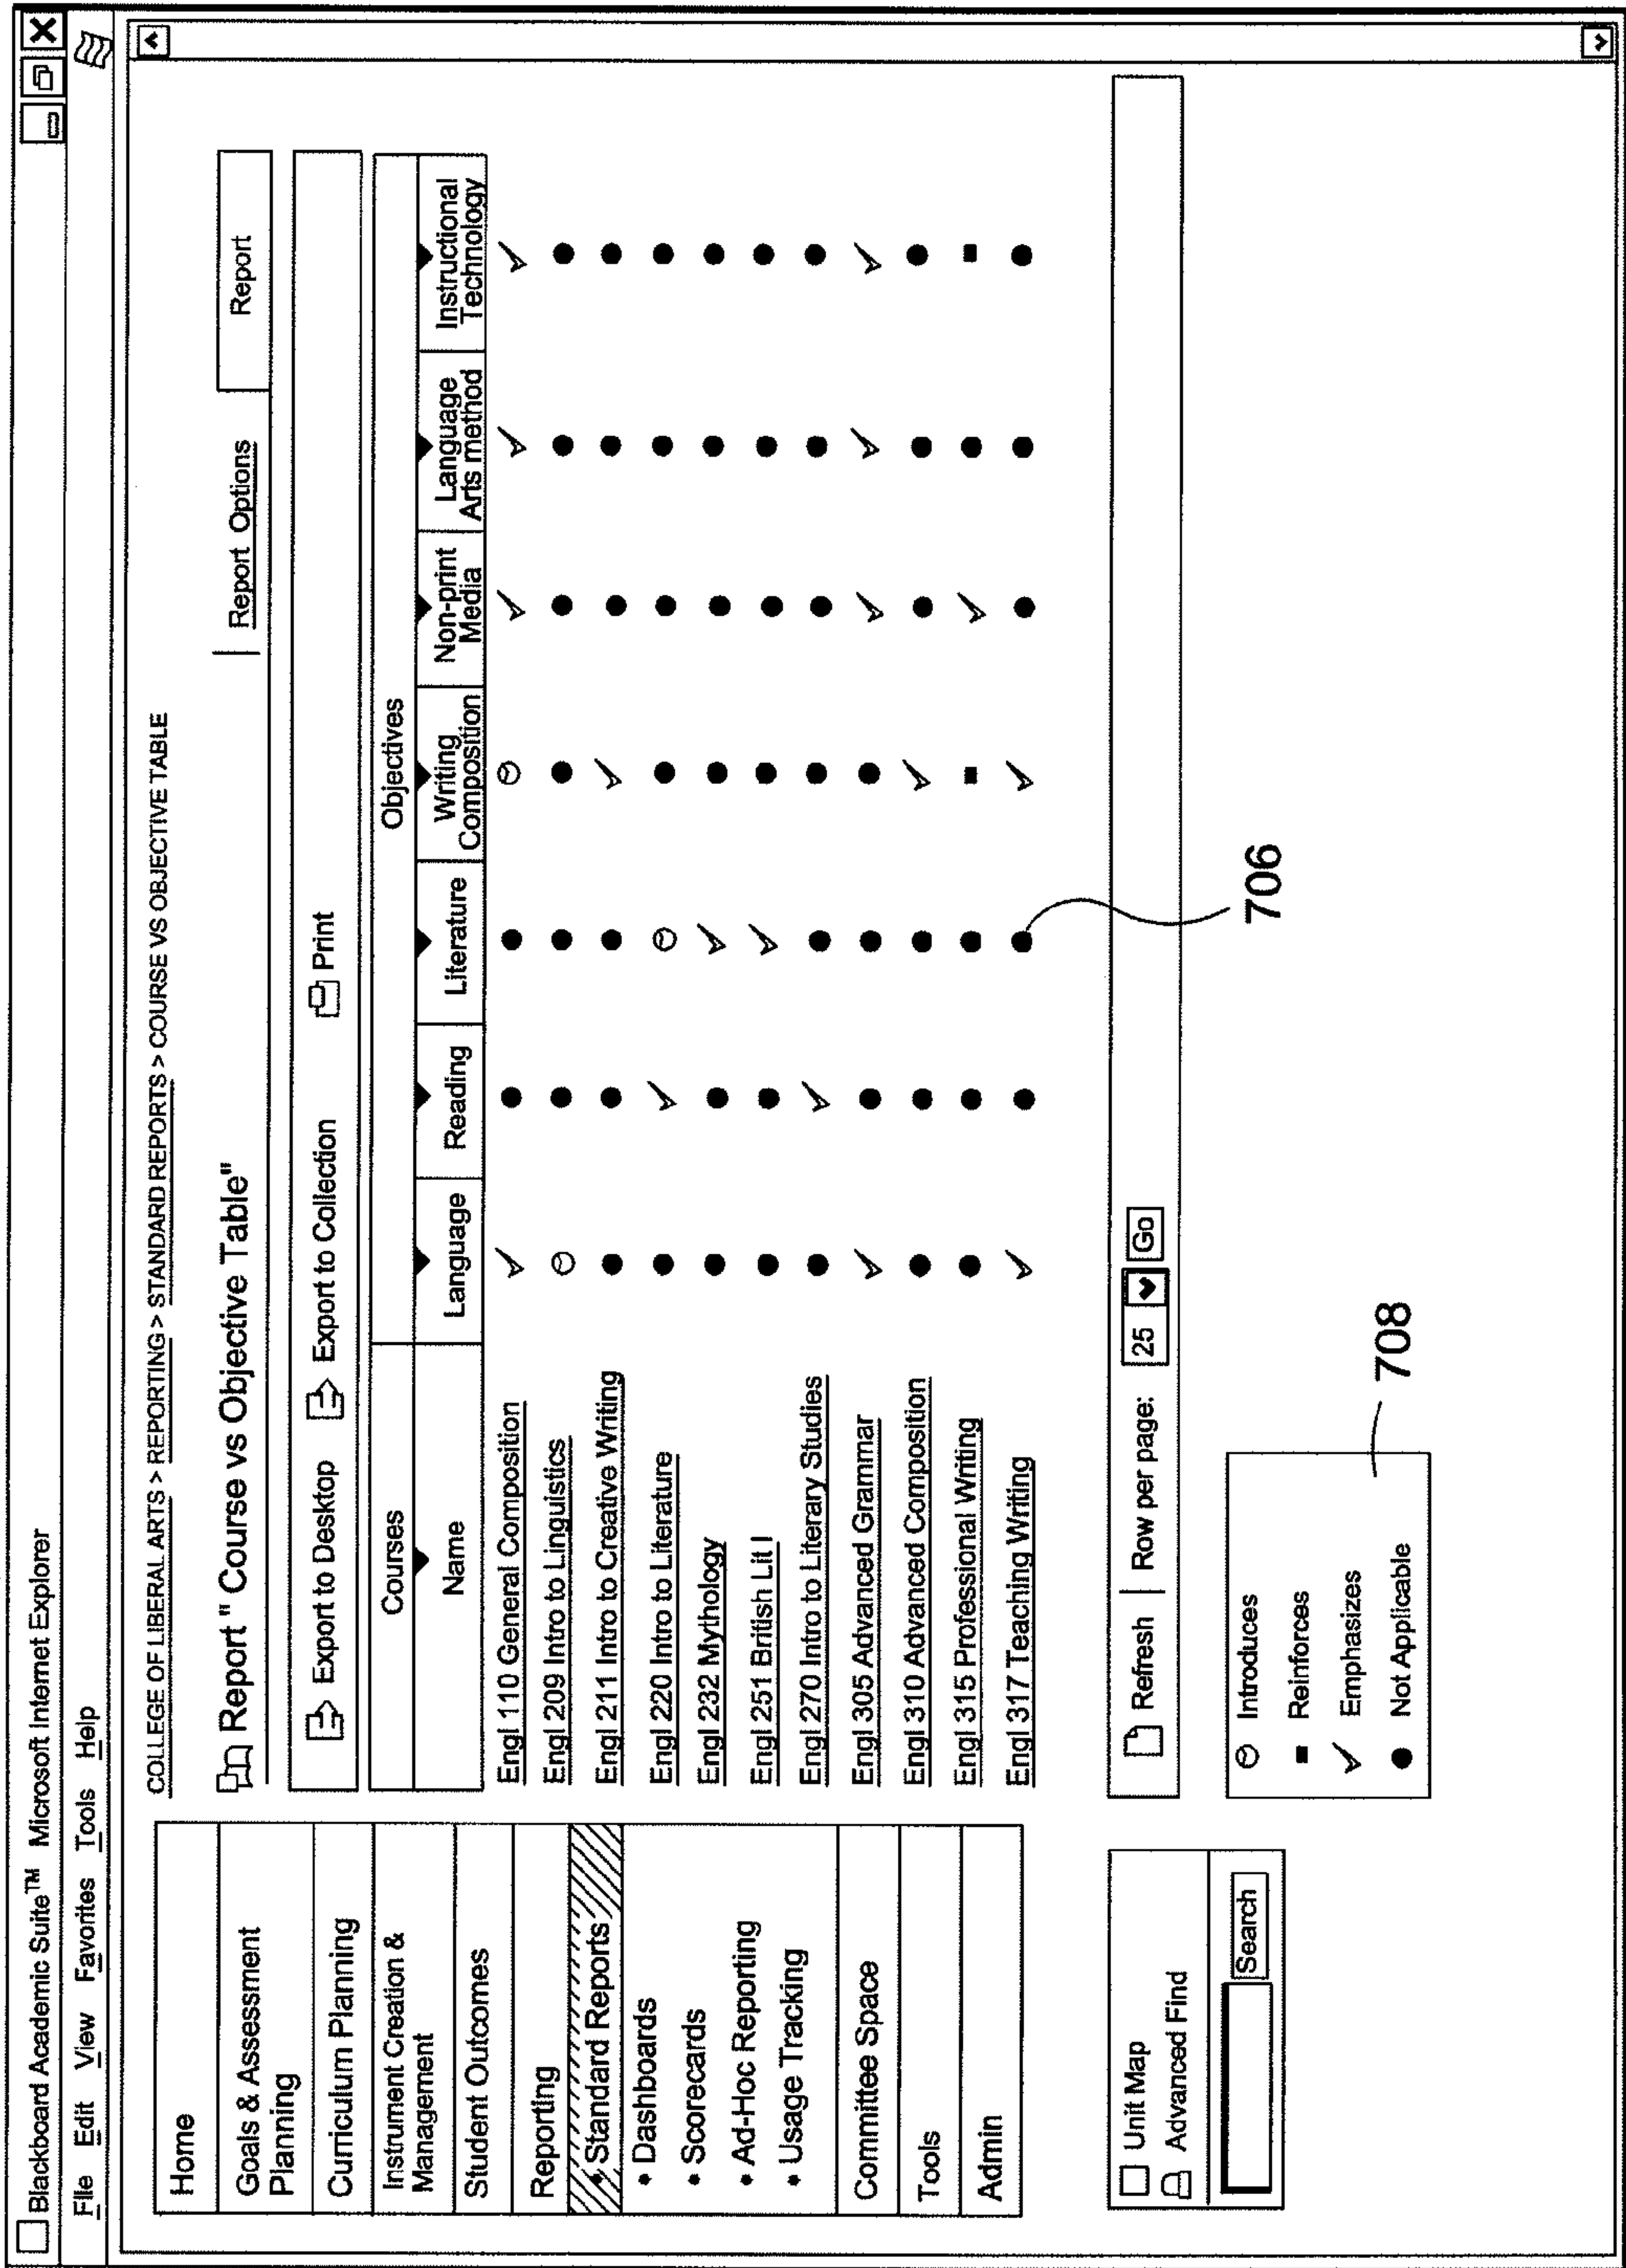 Blackboard Academic Suite™ Microsoft Internet Explorer
File Edit View Favorites Tools Help
COLLEGE OF LIBERAL ARTS > REPORTING > STANDARD REPORTS > COURSE VS OBJECTIVE TABLE
Home
Goals & Assessment
Planning
Curriculum Planning
Instrument Creation &
Management
Student Outcomes
Reporting
• Standard Reports
• Dashboards
• Scorecards
• Ad-Hoc Reporting
• Usage Tracking
Committee Space
Tools
Admin
Unit Map
Advanced Find
Search
Report " Course vs Objective Table"
Report Options
Report
Export to Desktop Export to Collection Print
Courses Objectives
Name Language Reading Literature Writing Composition Non-print Media Language Arts method Instructional Technology
Engl 110 General Composition
Engl 209 Intro to Linguistics
Engl 211 Intro to Creative Writing
Engl 220 Intro to Literature
Engl 232 Mythology
Engl 251 British Lit I
Engl 270 Intro to Literary Studies
Engl 305 Advanced Grammar
Engl 310 Advanced Composition
Engl 315 Professional Writing
Engl 317 Teaching Writing
Refresh | Row per page: 25 Go
706
Introduces
Reinforces
Emphasizes
Not Applicable
708